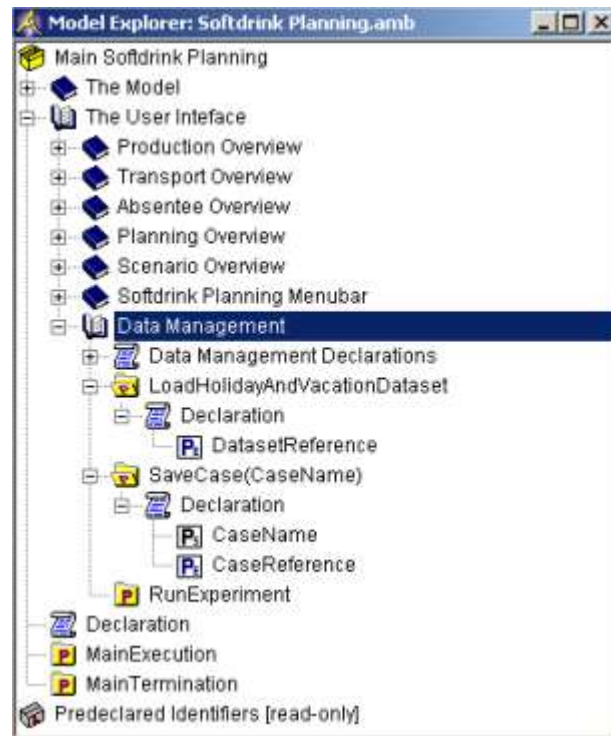 Model Explorer: Softdrink Planning.amb
Main Softdrink Planning
The Model
The User Inteface
Production Overview
Transport Overview
Absentee Overview
Planning Overview
Scenario Overview
Softdrink Planning Menubar
Data Management
Data Management Declarations
LoadHolidayAndVacationDataset
Declaration
DatasetReference
SaveCase(CaseName)
Declaration
CaseName
CaseReference
RunExperiment
Declaration
MainExecution
MainTermination
Predeclared Identifiers [read-only]